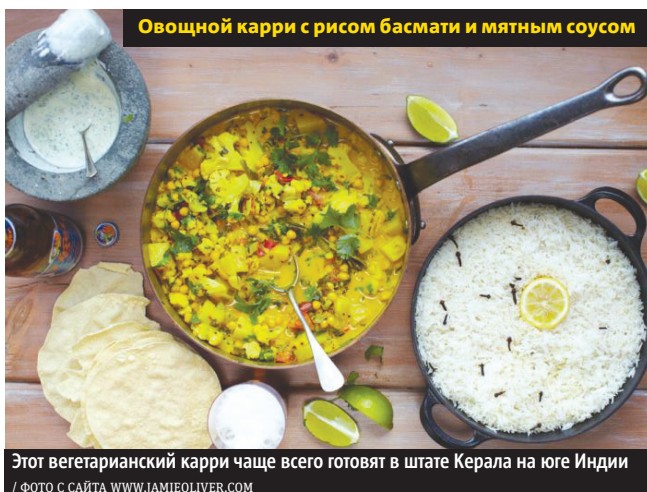 Овощной карри с рисом басмати и мятным соусом
Этот вегетарианский карри чаще всего готовят в штате Керала на юге Индии
/ ФОТО С САЙТА WWW.JAMIEOLIVER.COM